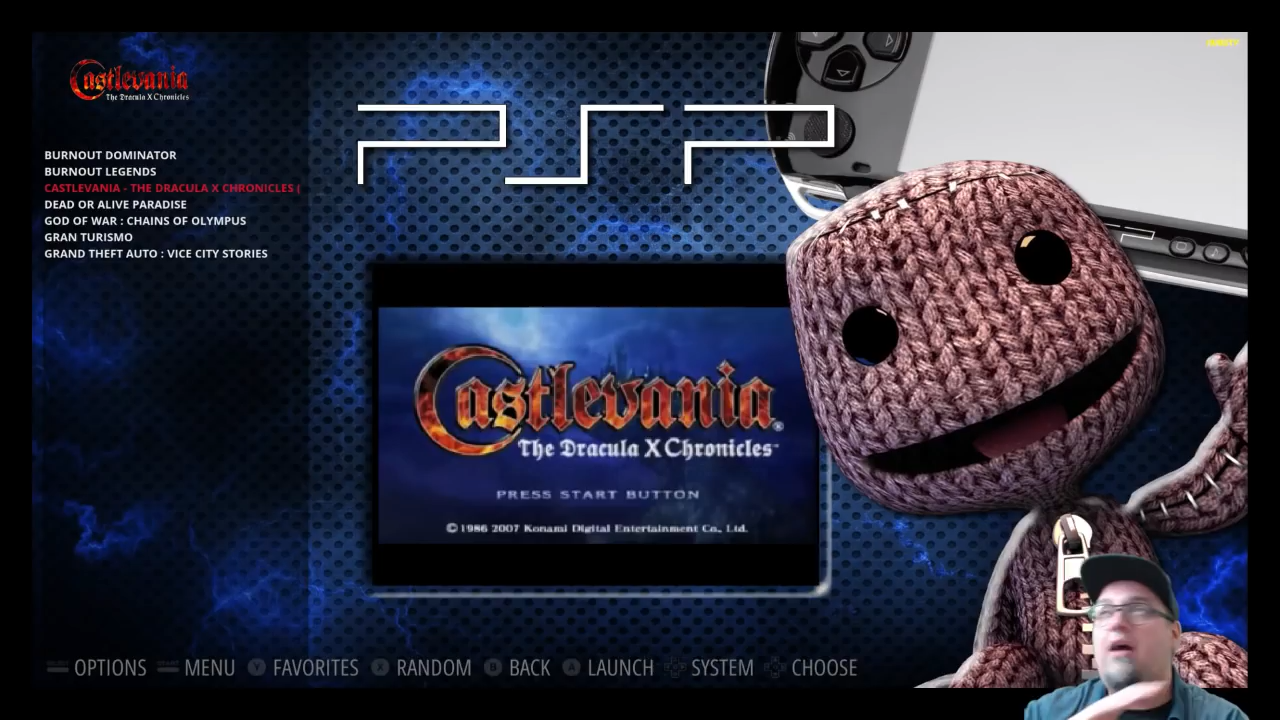 Castlevania
The Dracula X Chronicles
PSP
BURNOUT DOMINATOR
BURNOUT LEGENDS
CASTLEVANIA - THE DRACULA X CHRONICLES (
DEAD OR ALIVE PARADISE
GOD OF WAR : CHAINS OF OLYMPUS
GRAN TURISMO
GRAND THEFT AUTO : VICE CITY STORIES
Castlevania®
The Dracula X Chronicles™
PRESS START BUTTON
© 1986 2007 Konami Digital Entertainment Co., Ltd.
OPTIONS MENU Y FAVORITES X RANDOM B BACK A LAUNCH SYSTEM CHOOSE